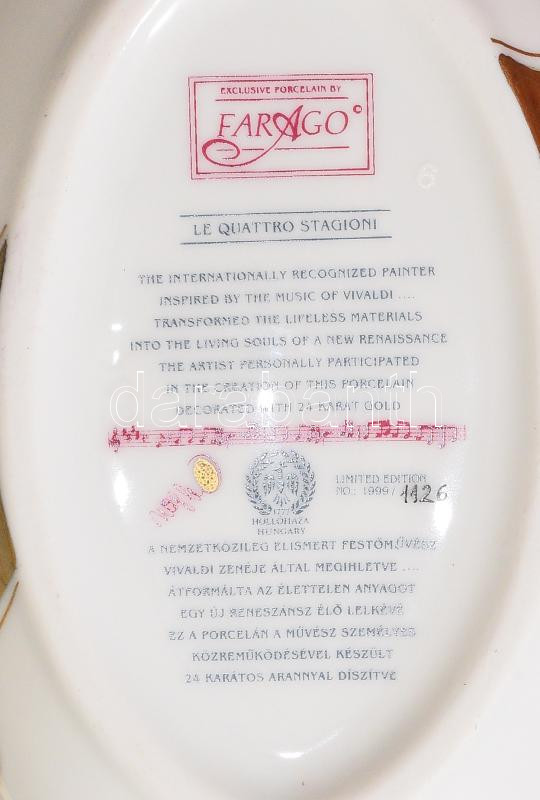 EXCLUSIVE PORCELAIN BY
FARAGO ©
6
LE QUATTRO STAGIONI
THE INTERNATIONALLY RECOGNIZED PAINTER
INSPIRED BY THE MUSIC OF VIVALDI ....
TRANSFORMED THE LIFELESS MATERIALS
INTO THE LIVING SOULS OF A NEW RENAISSANCE
THE ARTIST PERSONALLY PARTICIPATED
IN THE CREATION OF THIS PORCELAIN
darabanth
DECORATED WITH 24 KARAT GOLD
LIMITED EDITION
NO.: 1999 / 1126
1777
HOLLÓHÁZA
HUNGARY
A NEMZETKÖZILEG ELISMERT FESTŐMŰVÉSZ
VIVALDI ZENÉJE ÁLTAL MEGIHLETVE ....
ÁTFORMÁLTA AZ ÉLETTELEN ANYAGOT
EGY ÚJ RENESZÁNSZ ÉLŐ LELKÉVÉ
EZ A PORCELÁN A MŰVÉSZ SZEMÉLYES
KÖZREMŰKÖDÉSÉVEL KÉSZÜLT
24 KARÁTOS ARANNYAL DÍSZÍTVE